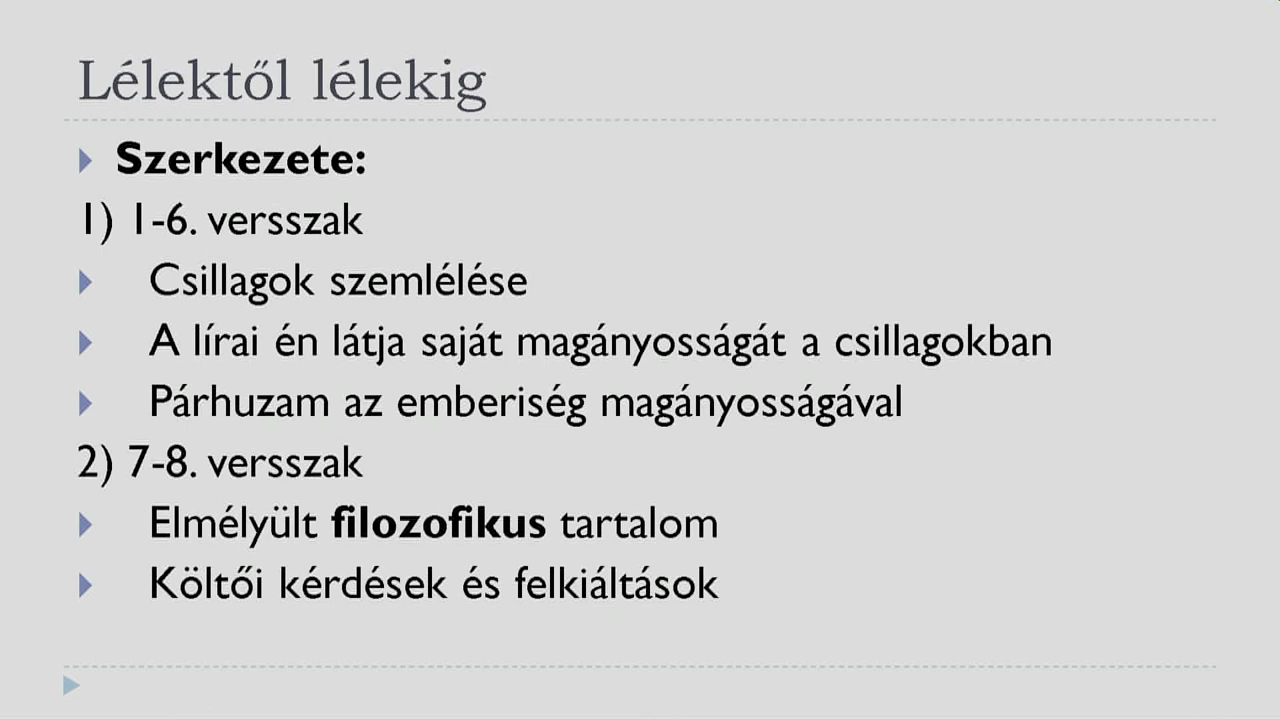 Lélektől lélekig
Szerkezete:
1) 1-6. versszak
Csillagok szemlélése
A lírai én látja saját magányosságát a csillagokban
Párhuzam az emberiség magányosságával
2) 7-8. versszak
Elmélyült filozofikus tartalom
Költői kérdések és felkiáltások